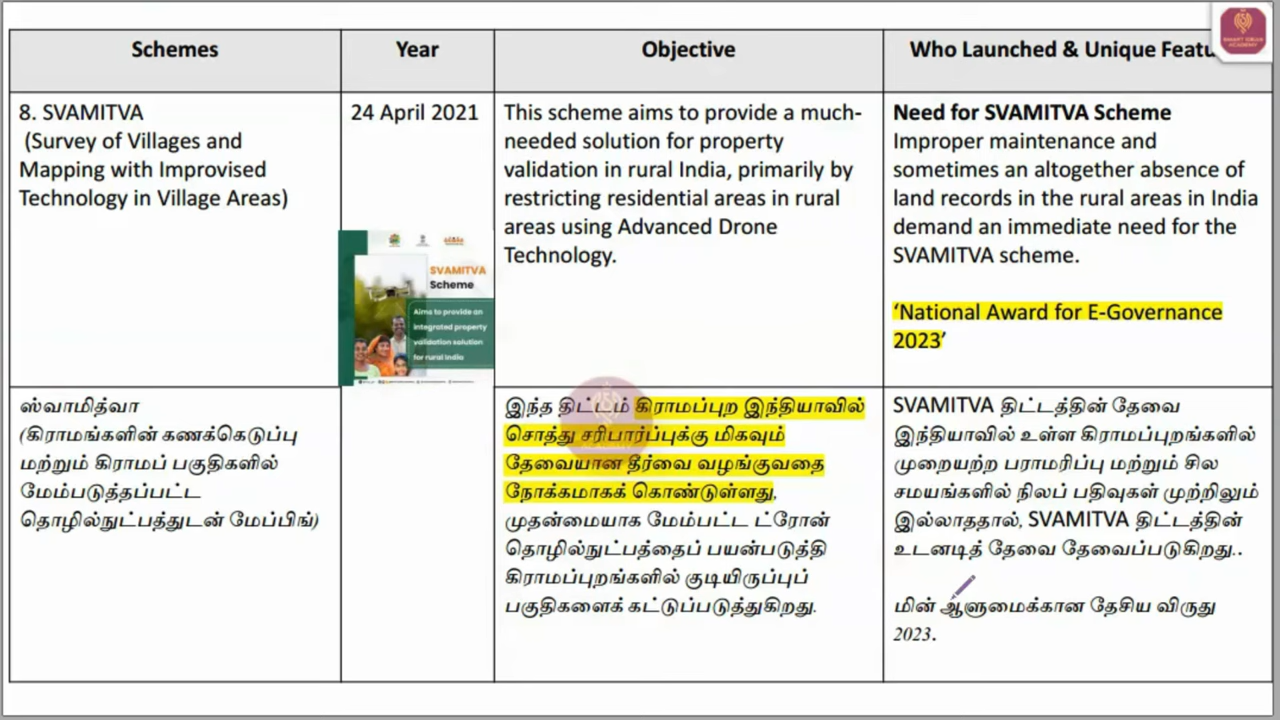 Schemes
Year
Objective
Who Launched & Unique Featu
SMART KIRAN
ACADEMY
8. SVAMITVA
(Survey of Villages and
Mapping with Improvised
Technology in Village Areas)
24 April 2021
SVAMITVA
Scheme
Aims to provide an
integrated property
validation solution
for rural India
This scheme aims to provide a much-
needed solution for property
validation in rural India, primarily by
restricting residential areas in rural
areas using Advanced Drone
Technology.
Need for SVAMITVA Scheme
Improper maintenance and
sometimes an altogether absence of
land records in the rural areas in India
demand an immediate need for the
SVAMITVA scheme.
‘National Award for E-Governance
2023’
ஸ்வாமித்வா
(கிராமங்களின் கணக்கெடுப்பு
மற்றும் கிராமப் பகுதிகளில்
மேம்படுத்தப்பட்ட
தொழில்நுட்பத்துடன் மேப்பிங்)
இந்த திட்டம் கிராமப்புற இந்தியாவில்
சொத்து சரிபார்ப்புக்கு மிகவும்
தேவையான தீர்வை வழங்குவதை
நோக்கமாகக் கொண்டுள்ளது,
முதன்மையாக மேம்பட்ட ட்ரோன்
தொழில்நுட்பத்தைப் பயன்படுத்தி
கிராமப்புறங்களில் குடியிருப்புப்
பகுதிகளைக் கட்டுப்படுத்துகிறது.
SVAMITVA திட்டத்தின் தேவை
இந்தியாவில் உள்ள கிராமப்புறங்களில்
முறையற்ற பராமரிப்பு மற்றும் சில
சமயங்களில் நிலப் பதிவுகள் முற்றிலும்
இல்லாததால், SVAMITVA திட்டத்தின்
உடனடித் தேவை தேவைப்படுகிறது..
மின் ஆளுமைக்கான தேசிய விருது
2023.